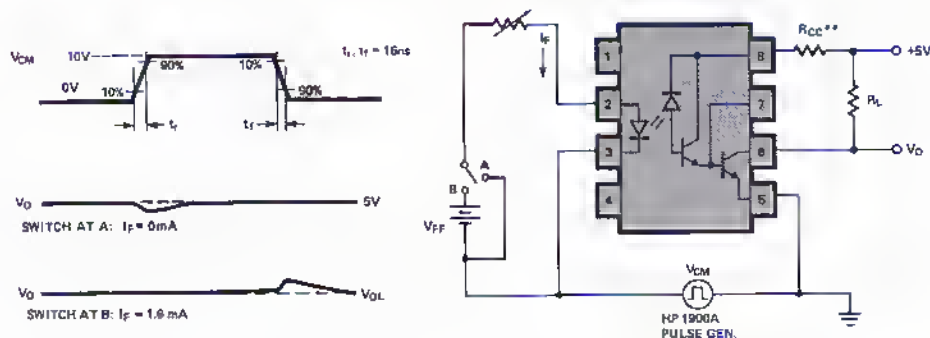 VCM
10V
0V
10%
90%
10%
90%
tr
tf
tr, tf = 16ns
VO
5V
SWITCH AT A: IF = 0mA
VO
VOL
SWITCH AT B: IF = 1.6mA
IF
A
B
VFF
1
2
3
4
8
7
6
5
RCC**
+5V
RL
VO
VCM
HP 1900A
PULSE GEN.